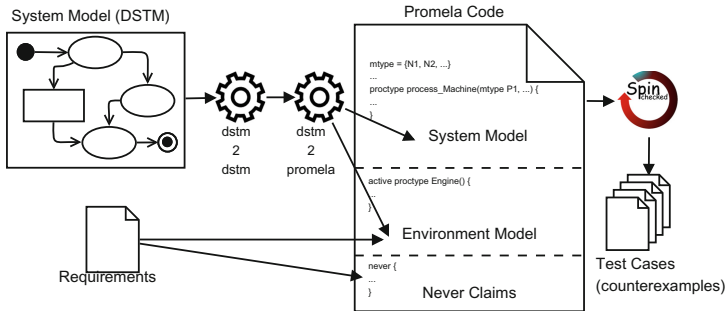 System Model (DSTM)
Promela Code
mtype = {N1, N2, ...}
...
proctype process_Machine(mtype P1, ...) {
...
}
System Model
Spin
checked
dstm
2
dstm
dstm
2
promela
active proctype Engine() {
...
}
Environment Model
Requirements
never {
...
}
Never Claims
Test Cases
(counterexamples)